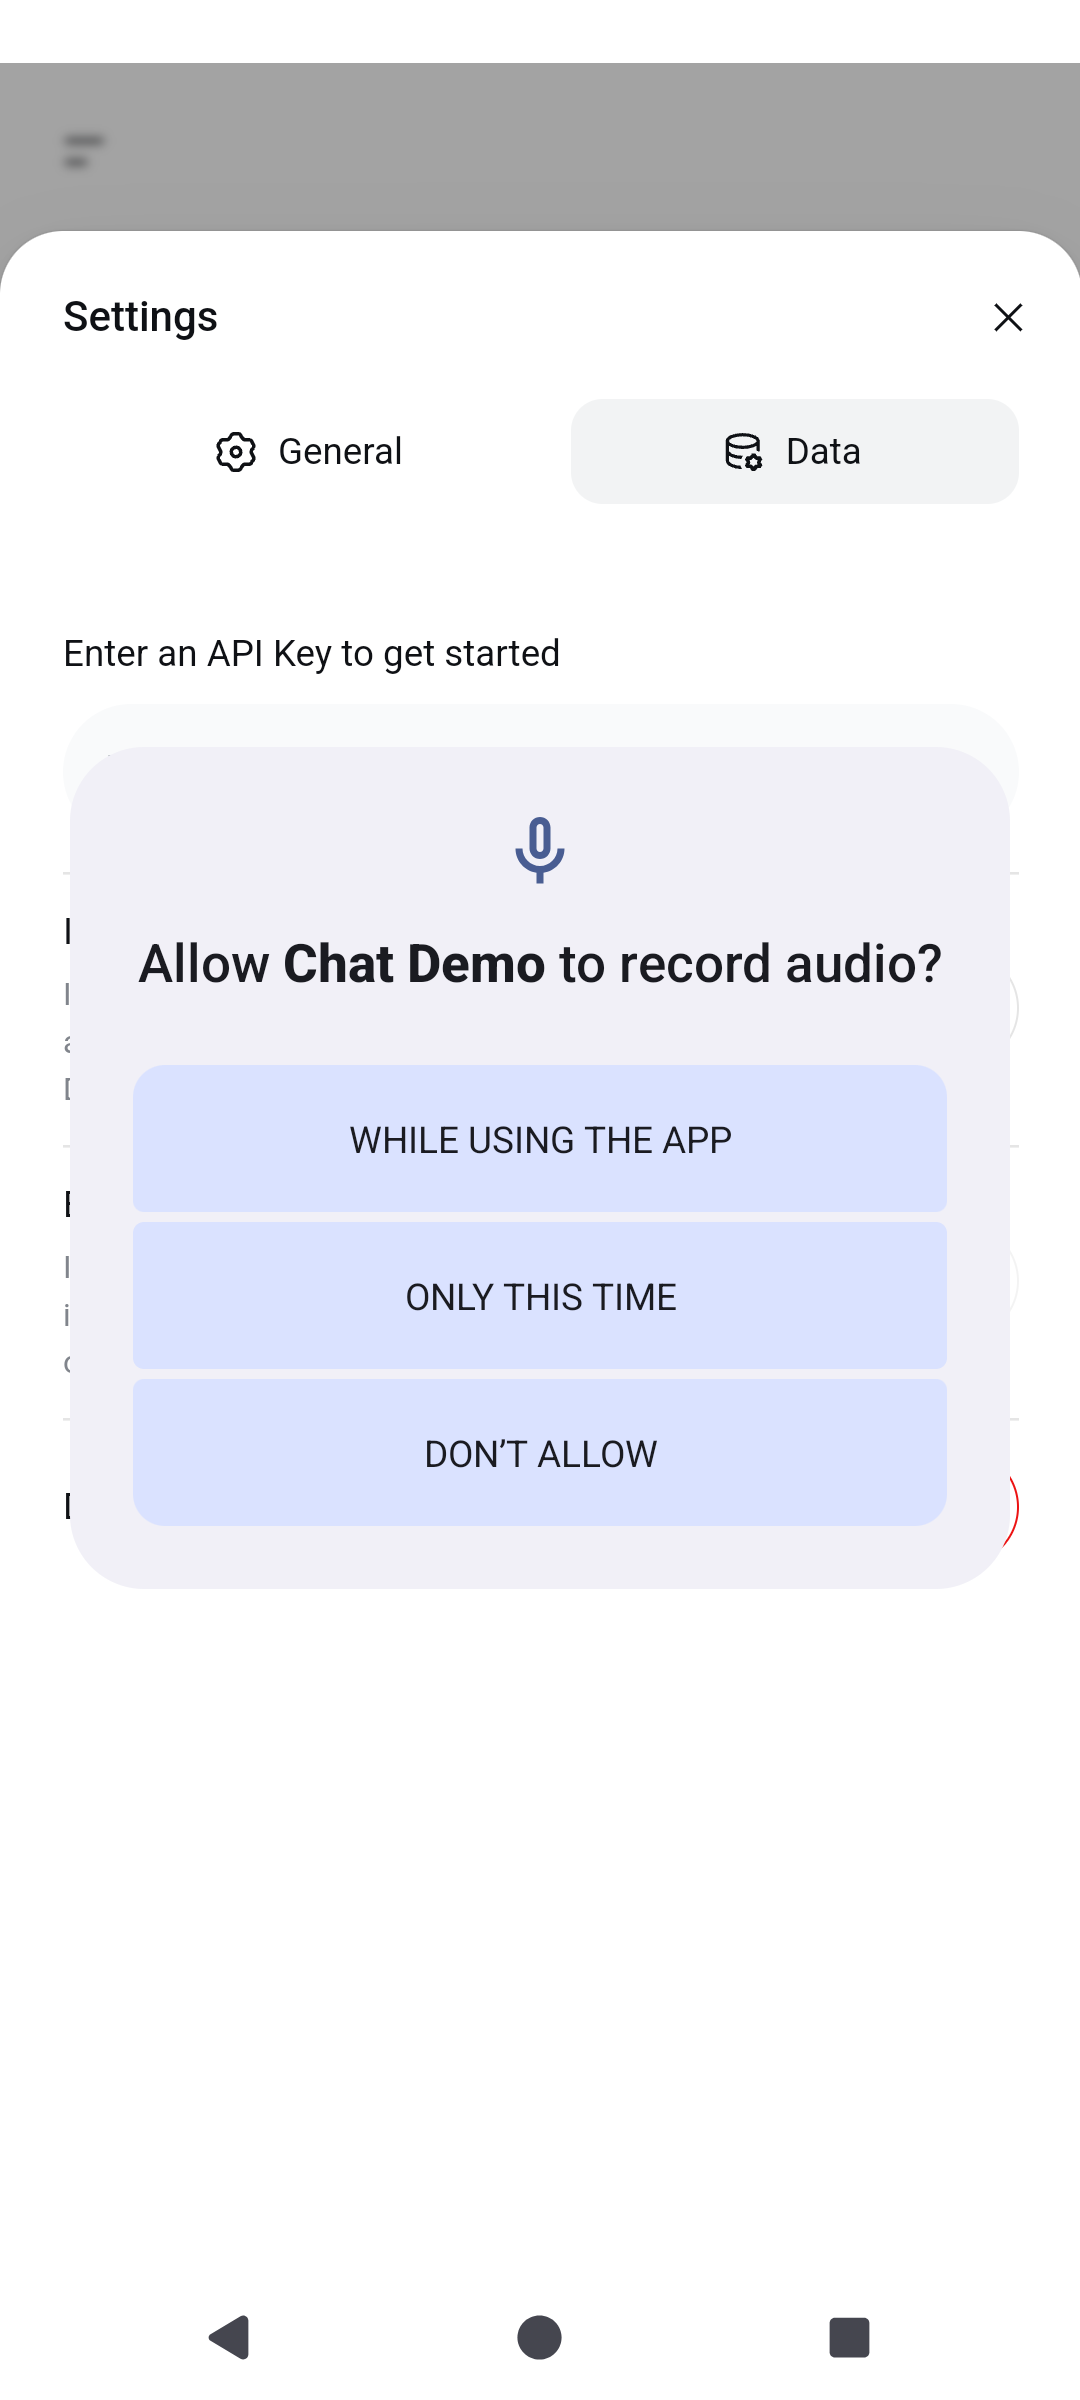 Settings
General
Data
Enter an API Key to get started
Allow Chat Demo to record audio?
WHILE USING THE APP
ONLY THIS TIME
DON’T ALLOW